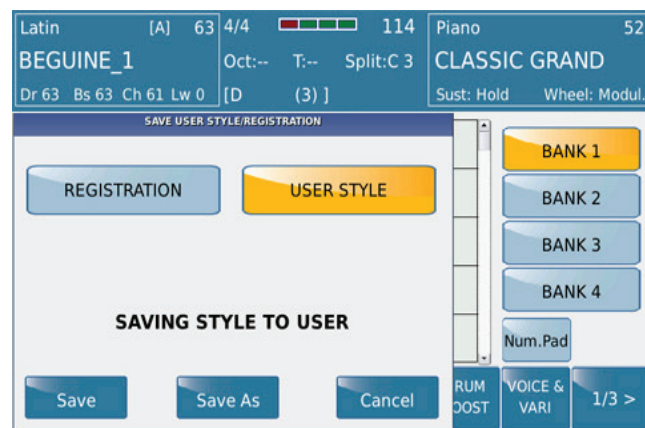 Latin [A] 63 4/4 114 Piano 52
BEGUINE_1 Oct:-- T:-- Split:C 3 CLASSIC GRAND
Dr 63 Bs 63 Ch 61 Lw 0 [D (3) ] Sust: Hold Wheel: Modul.
SAVE USER STYLE/REGISTRATION
REGISTRATION USER STYLE
SAVING STYLE TO USER
Save Save As Cancel
BANK 1
BANK 2
BANK 3
BANK 4
Num.Pad
RUM
OOST
VOICE &
VARI
1/3 >